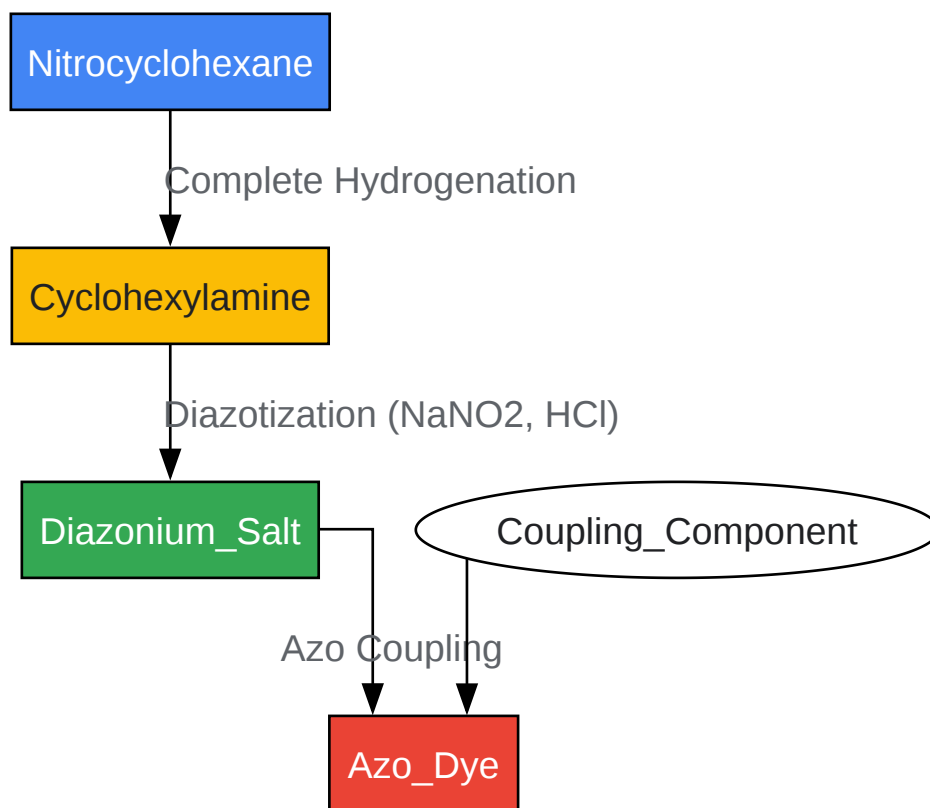 Nitrocyclohexane
Complete Hydrogenation
Cyclohexylamine
Diazotization (NaNO2, HCl)
Diazonium_Salt
Coupling_Component
Azo Coupling
Azo_Dye